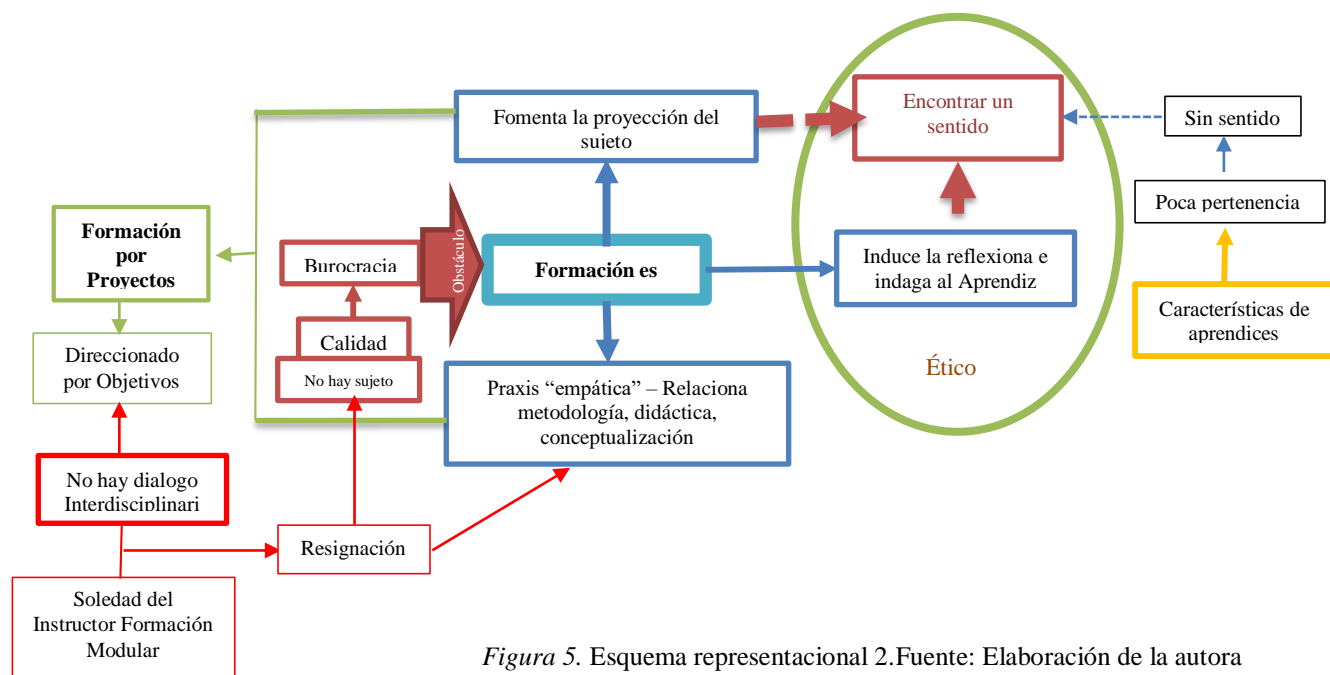 Fomenta la proyección del
sujeto
Encontrar un
sentido
Sin sentido
Poca pertenencia
Formación
por
Proyectos
Burocracia
Obstáculo
Formación es
Induce la reflexiona e
indaga al Aprendiz
Características de
aprendices
Calidad
No hay sujeto
Ético
Direccionado
por Objetivos
Praxis “empática” – Relaciona
metodología, didáctica,
conceptualización
No hay dialogo
Interdisciplinari
Resignación
Soledad del
Instructor Formación
Modular
Figura 5. Esquema representacional 2.Fuente: Elaboración de la autora